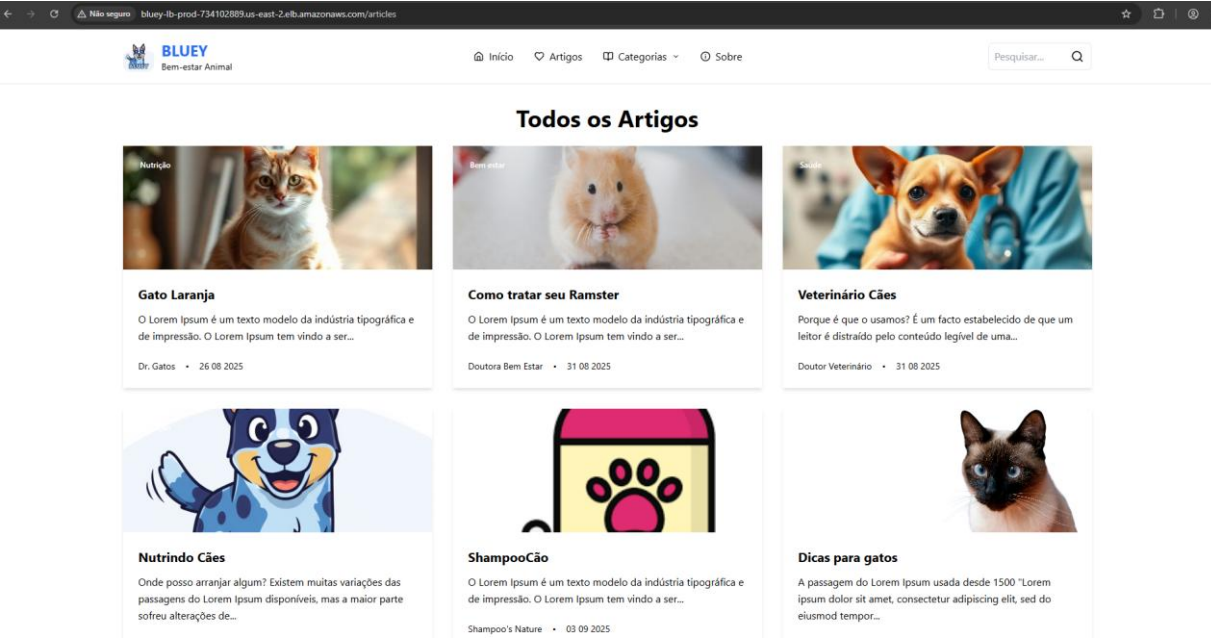 Não seguro bluey-lb-prod-734102889.us-east-2.elb.amazonaws.com/articles
BLUEY
Bem-estar Animal
Início Artigos Categorias Sobre
Pesquisar...
Todos os Artigos
Nutrição
Bem estar
Saúde
Gato Laranja
O Lorem Ipsum é um texto modelo da indústria tipográfica e
de impressão. O Lorem Ipsum tem vindo a ser...
Dr. Gatos • 26 08 2025
Como tratar seu Ramster
O Lorem Ipsum é um texto modelo da indústria tipográfica e
de impressão. O Lorem Ipsum tem vindo a ser...
Doutora Bem Estar • 31 08 2025
Veterinário Cães
Porque é que o usamos? É um facto estabelecido de que um
leitor é distraído pelo conteúdo legível de uma...
Doutor Veterinário • 31 08 2025
Nutrindo Cães
Onde posso arranjar algum? Existem muitas variações das
passagens do Lorem Ipsum disponíveis, mas a maior parte
sofreu alterações de...
ShampooCão
O Lorem Ipsum é um texto modelo da indústria tipográfica e
de impressão. O Lorem Ipsum tem vindo a ser...
Shampoo's Nature • 03 09 2025
Dicas para gatos
A passagem do Lorem Ipsum usada desde 1500 "Lorem
ipsum dolor sit amet, consectetur adipiscing elit, sed do
eiusmod tempor...